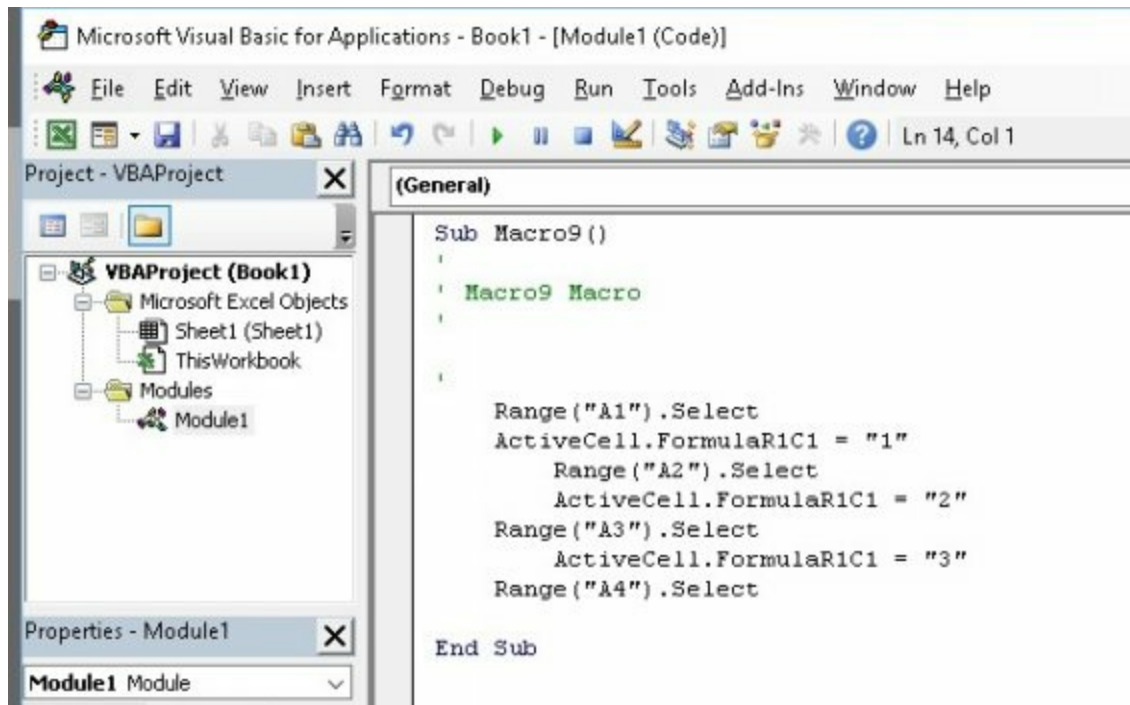 Microsoft Visual Basic for Applications - Book1 - [Module1 (Code)]
File Edit View Insert Format Debug Run Tools Add-Ins Window Help
Ln 14, Col 1
Project - VBAProject
(General)
VBAProject (Book1)
Microsoft Excel Objects
Sheet1 (Sheet1)
ThisWorkbook
Modules
Module1
Properties - Module1
Module1 Module
Sub Macro9()
'
' Macro9 Macro
'

'
    Range("A1").Select
    ActiveCell.FormulaR1C1 = "1"
        Range("A2").Select
        ActiveCell.FormulaR1C1 = "2"
    Range("A3").Select
        ActiveCell.FormulaR1C1 = "3"
    Range("A4").Select

End Sub